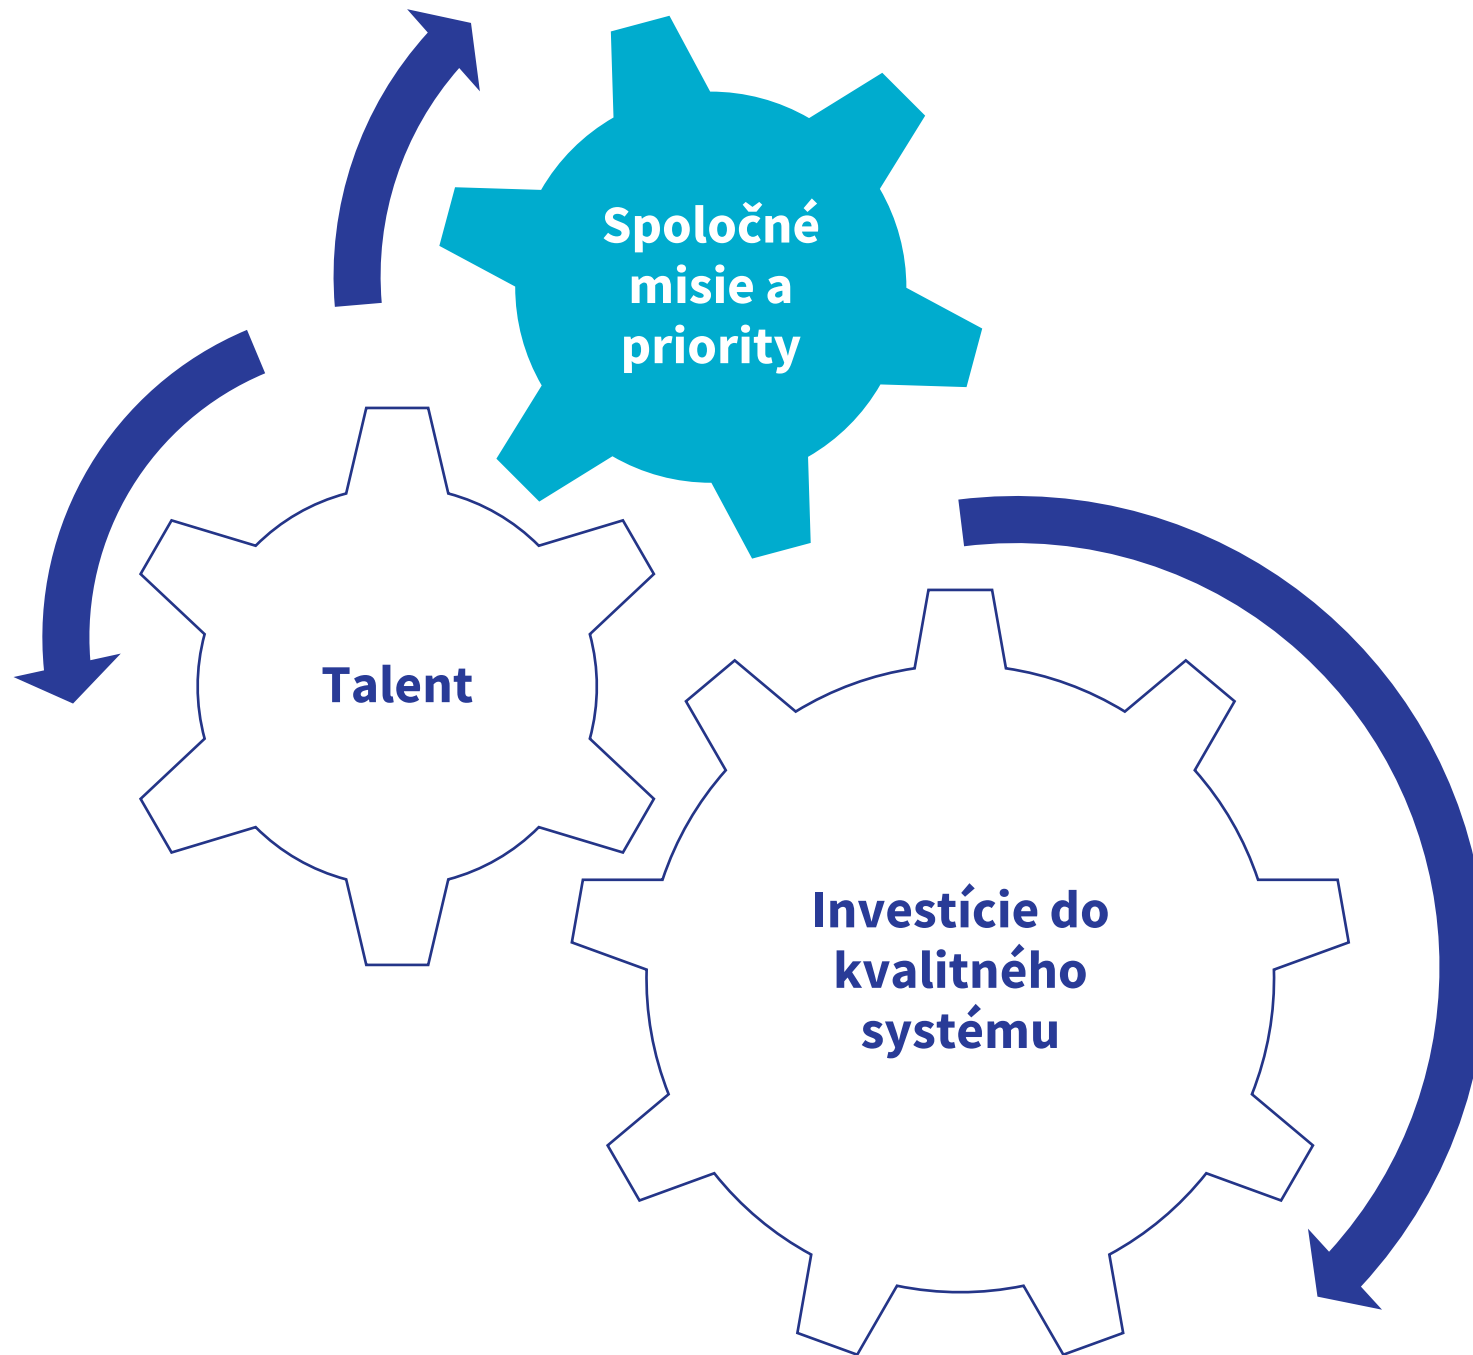 Spoločné
misie a
priority
Talent
Investície do
kvalitného
systému